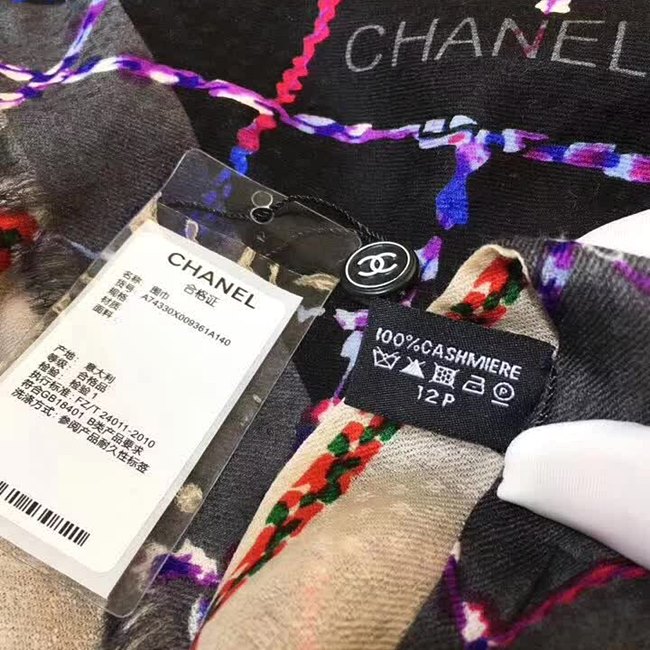 CHANEL
CHANEL
合格证
名称: 围巾
货号: A74330X009361A140
规格:
材质:
面料:
产地: 意大利
等级: 合格品
检验: 检验1
执行标准: FZ/T 24011-2010
符合GB18401 B类产品要求
洗涤方式: 参阅产品耐久性标签
100%CASHMIERE
12P